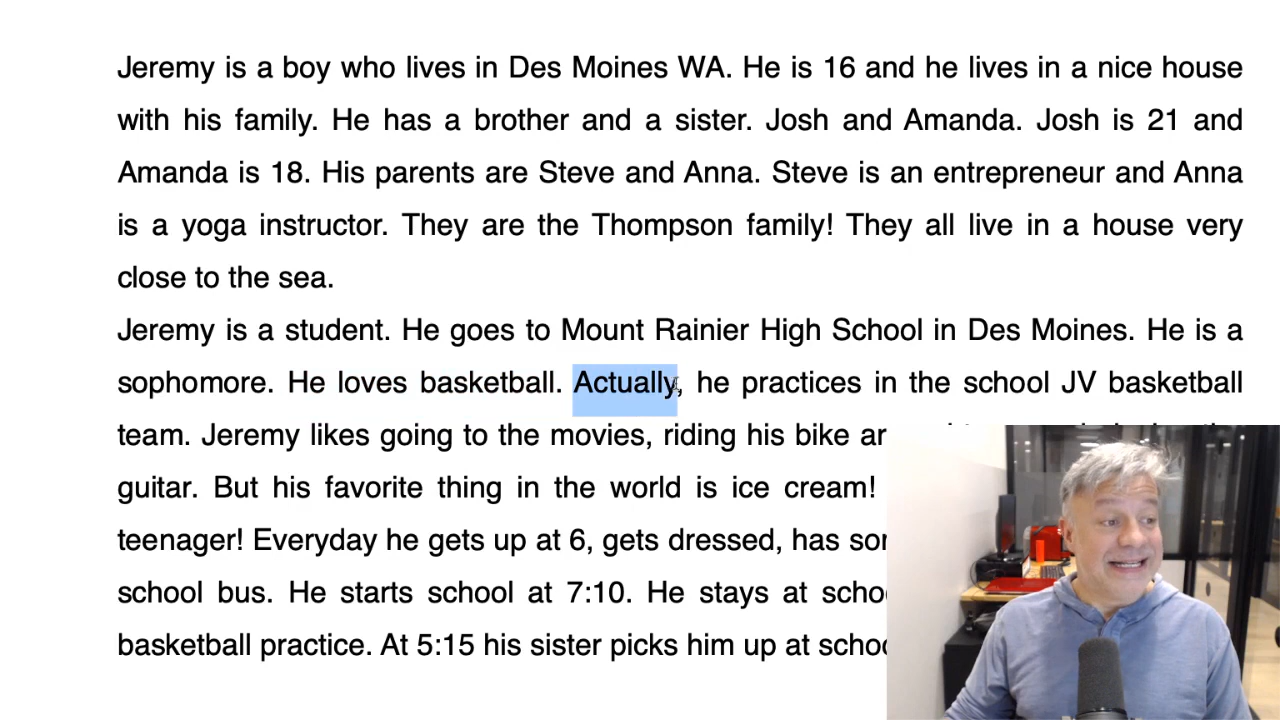 Jeremy is a boy who lives in Des Moines WA. He is 16 and he lives in a nice house
with his family. He has a brother and a sister. Josh and Amanda. Josh is 21 and
Amanda is 18. His parents are Steve and Anna. Steve is an entrepreneur and Anna
is a yoga instructor. They are the Thompson family! They all live in a house very
close to the sea.
Jeremy is a student. He goes to Mount Rainier High School in Des Moines. He is a
sophomore. He loves basketball. Actually, he practices in the school JV basketball
team. Jeremy likes going to the movies, riding his bike
guitar. But his favorite thing in the world is ice cream!
teenager! Everyday he gets up at 6, gets dressed, has
school bus. He starts school at 7:10. He stays at
basketball practice. At 5:15 his sister picks him up at